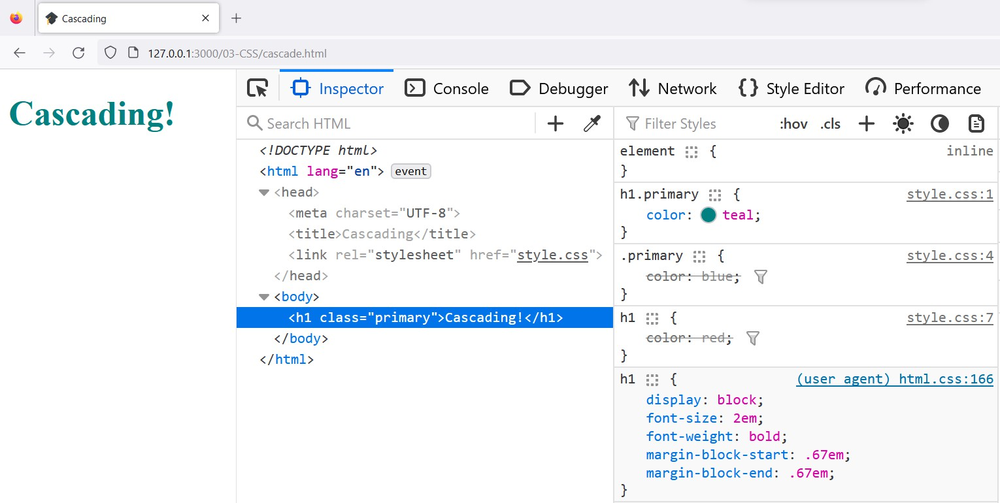 Cascading
127.0.0.1:3000/03-CSS/cascade.html
Cascading!
Inspector Console Debugger Network Style Editor Performance
Search HTML
<!DOCTYPE html>
<html lang="en"> event
<head>
<meta charset="UTF-8">
<title>Cascading</title>
<link rel="stylesheet" href="style.css">
</head>
<body>
<h1 class="primary">Cascading!</h1>
</body>
</html>
Filter Styles :hov .cls
element { inline
}
h1.primary { style.css:1
color: teal;
}
.primary { style.css:4
color: blue;
}
h1 { style.css:7
color: red;
}
h1 { (user agent) html.css:166
display: block;
font-size: 2em;
font-weight: bold;
margin-block-start: .67em;
margin-block-end: .67em;
}